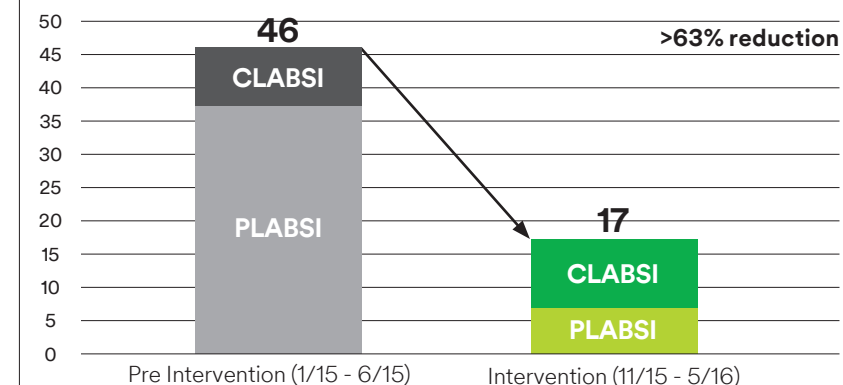 50
45
40
35
30
25
20
15
10
5
0
46
>63% reduction
CLABSI
PLABSI
17
CLABSI
PLABSI
Pre Intervention (1/15 - 6/15)
Intervention (11/15 - 5/16)